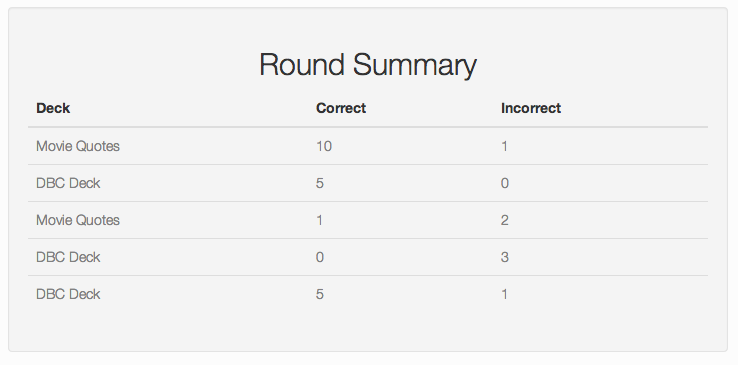 Round Summary
Deck Correct Incorrect
Movie Quotes 10 1
DBC Deck 5 0
Movie Quotes 1 2
DBC Deck 0 3
DBC Deck 5 1